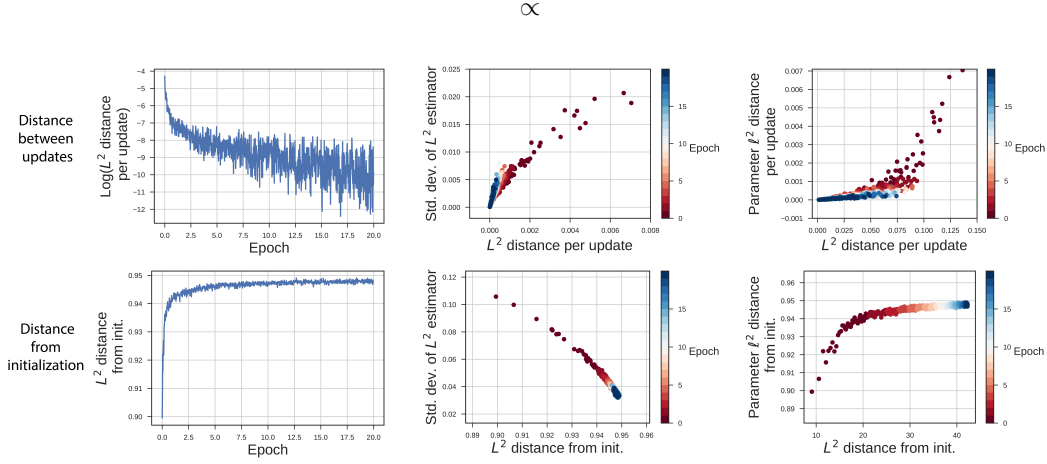 ∝
Distance
between
updates
Log(L² distance
per update)
−4
−5
−6
−7
−8
−9
−10
−11
−12
0.0 2.5 5.0 7.5 10.0 12.5 15.0 17.5 20.0
Epoch
Std. dev. of L² estimator
0.025
0.020
0.015
0.010
0.005
0.000
0.000 0.002 0.004 0.006 0.008
L² distance per update
15
10
5
0
Epoch
Parameter ℓ² distance
per update
0.007
0.006
0.005
0.004
0.003
0.002
0.001
0.000
−0.001
0.000 0.025 0.050 0.075 0.100 0.125 0.150
L² distance per update
15
10
5
0
Epoch
Distance
from
initialization
L² distance
from init.
0.95
0.94
0.93
0.92
0.91
0.90
0.0 2.5 5.0 7.5 10.0 12.5 15.0 17.5 20.0
Epoch
Std. dev. of L² estimator
0.12
0.10
0.08
0.06
0.04
0.02
0.89 0.90 0.91 0.92 0.93 0.94 0.95 0.96
L² distance from init.
15
10
5
0
Epoch
Parameter ℓ² distance
from init.
0.96
0.95
0.94
0.93
0.92
0.91
0.90
0.89
10 20 30 40
L² distance from init.
15
10
5
0
Epoch